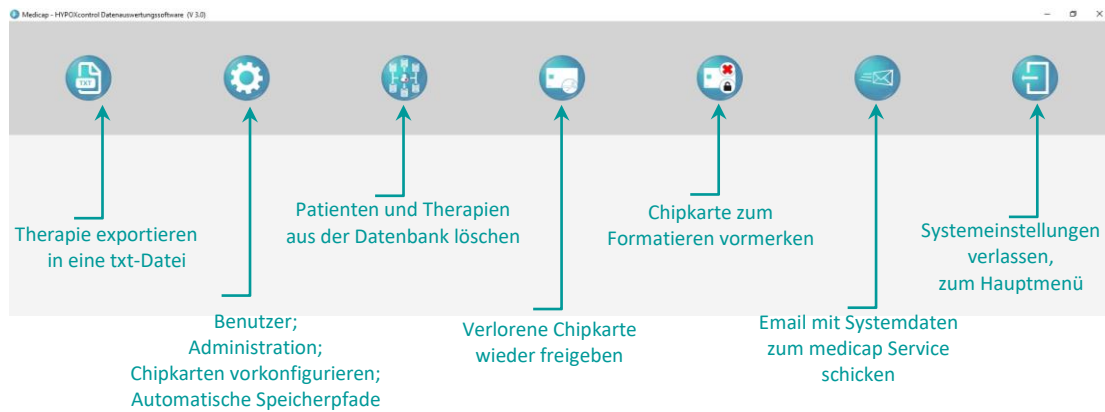 Medicap - HYPOXcontrol Datenauswertungssoftware (V 3.0)
TXT
Therapie exportieren
in eine txt-Datei
Benutzer;
Administration;
Chipkarten vorkonfigurieren;
Automatische Speicherpfade
Patienten und Therapien
aus der Datenbank löschen
Verlorene Chipkarte
wieder freigeben
Chipkarte zum
Formatieren vormerken
Email mit Systemdaten
zum medicap Service
schicken
Systemeinstellungen
verlassen,
zum Hauptmenü